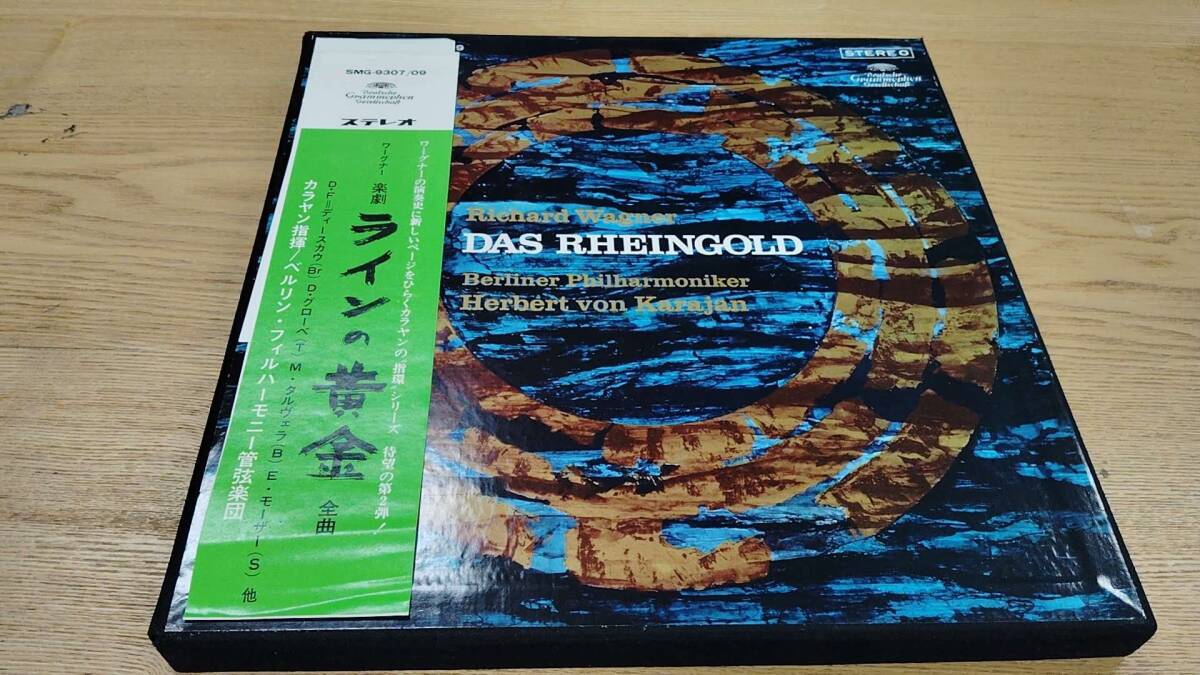 SMG-9307/09
Deutsche
Grammophon
Gesellschaft
ステレオ
ワーグナーの演奏史に新しいページをひらくカラヤンの〝指環〟シリーズ 待望の第2弾!
ワーグナー 楽劇 ラインの黄金 全曲
D・F=ディースカウ(Br) D・グローベ(T) M・タルヴェラ(B) E・モーザー(S) 他
カラヤン指揮/ベルリン・フィルハーモニー管弦楽団
9
STEREO
Deutsche
Grammophon
Gesellschaft
Richard Wagner
DAS RHEINGOLD
Berliner Philharmoniker
Herbert von Karajan